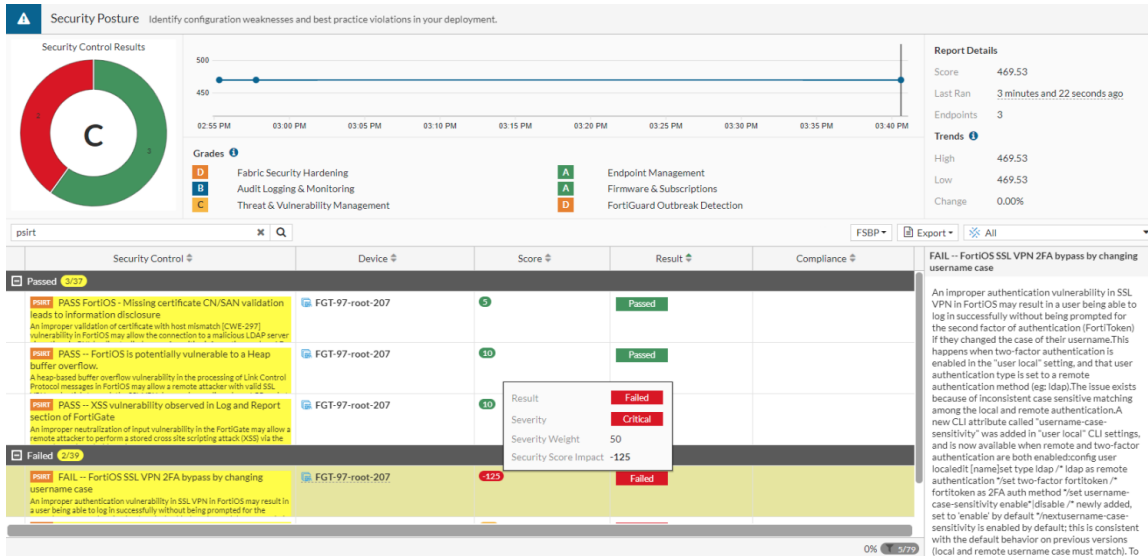 Security Posture Identify configuration weaknesses and best practice violations in your deployment.
Security Control Results
2
3
C
500
450
02:55 PM 03:00 PM 03:05 PM 03:10 PM 03:15 PM 03:20 PM 03:25 PM 03:30 PM 03:35 PM 03:40 PM
Grades
D Fabric Security Hardening
B Audit Logging & Monitoring
C Threat & Vulnerability Management
A Endpoint Management
A Firmware & Subscriptions
D FortiGuard Outbreak Detection
Report Details
Score 469.53
Last Ran 3 minutes and 22 seconds ago
Endpoints 3
Trends
High 469.53
Low 469.53
Change 0.00%
psirt
FSBP Export All
Security Control Device Score Result Compliance
Passed 3/37
PSIRT PASS FortiOS - Missing certificate CN/SAN validation
leads to information disclosure
An improper validation of certificate with host mismatch [CWE-297]
vulnerability in FortiOS may allow the connection to a malicious LDAP server
FGT-97-root-207 5 Passed
PSIRT PASS -- FortiOS is potentially vulnerable to a Heap
buffer overflow.
A heap-based buffer overflow vulnerability in the processing of Link Control
Protocol messages in FortiOS may allow a remote attacker with valid SSL
FGT-97-root-207 10 Passed
PSIRT PASS -- XSS vulnerability observed in Log and Report
section of FortiGate
An improper neutralization of input vulnerability in the FortiGate may allow a
remote attacker to perform a stored cross site scripting attack (XSS) via the
FGT-97-root-207 10
Result Failed
Severity Critical
Severity Weight 50
Security Score Impact -125
Failed 2/39
PSIRT FAIL -- FortiOS SSL VPN 2FA bypass by changing
username case
An improper authentication vulnerability in SSL VPN in FortiOS may result in
a user being able to log in successfully without being prompted for the
FGT-97-root-207 -125 Failed
0% 5/79
FAIL -- FortiOS SSL VPN 2FA bypass by changing
username case
An improper authentication vulnerability in SSL
VPN in FortiOS may result in a user being able to
log in successfully without being prompted for
the second factor of authentication (FortiToken)
if they changed the case of their username.This
happens when two-factor authentication is
enabled in the "user local" setting, and that user
authentication type is set to a remote
authentication method (eg: ldap).The issue exists
because of inconsistent case sensitive matching
among the local and remote authentication.A
new CLI attribute called "username-case-
sensitivity" was added in "user local" CLI settings,
and is now available when remote and two-factor
authentication are both enabled:config user
localedit [name]set type ldap /* ldap as remote
authentication */set two-factor fortitoken /*
fortitoken as 2FA auth method */set username-
case-sensitivity enable*|disable /* newly added,
set to 'enable' by default */nextusername-case-
sensitivity is enabled by default; this is consistent
with the default behavior on previous versions
(local and remote username case must match). To